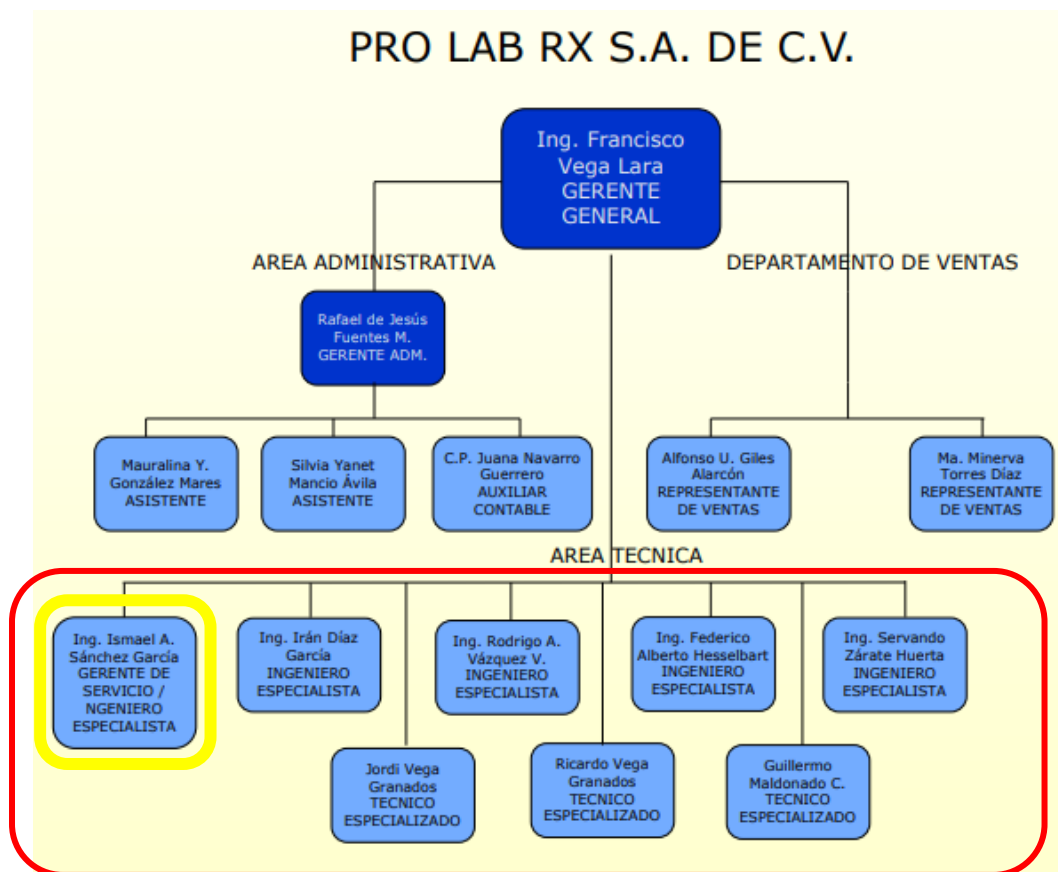 PRO LAB RX S.A. DE C.V.
Ing. Francisco
Vega Lara
GERENTE
GENERAL
AREA ADMINISTRATIVA
DEPARTAMENTO DE VENTAS
Rafael de Jesús
Fuentes M.
GERENTE ADM.
Mauralina Y.
González Mares
ASISTENTE
Silvia Yanet
Mancio Ávila
ASISTENTE
C.P. Juana Navarro
Guerrero
AUXILIAR
CONTABLE
Alfonso U. Giles
Alarcón
REPRESENTANTE
DE VENTAS
Ma. Minerva
Torres Díaz
REPRESENTANTE
DE VENTAS
AREA TECNICA
Ing. Ismael A.
Sánchez García
GERENTE DE
SERVICIO /
NGENIERO
ESPECIALISTA
Ing. Irán Díaz
García
INGENIERO
ESPECIALISTA
Ing. Rodrigo A.
Vázquez V.
INGENIERO
ESPECIALISTA
Ing. Federico
Alberto Hesselbart
INGENIERO
ESPECIALISTA
Ing. Servando
Zárate Huerta
INGENIERO
ESPECIALISTA
Jordi Vega
Granados
TECNICO
ESPECIALIZADO
Ricardo Vega
Granados
TECNICO
ESPECIALIZADO
Guillermo
Maldonado C.
TECNICO
ESPECIALIZADO